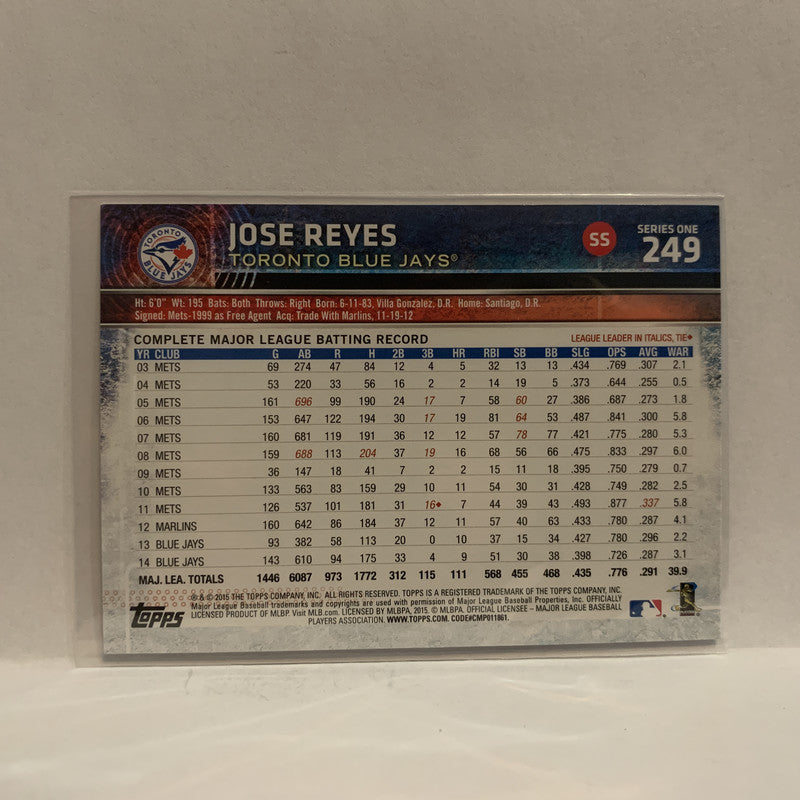 TORONTO
BLUE JAYS
JOSE REYES
TORONTO BLUE JAYS®
SS
SERIES ONE
249
Ht: 6'0" Wt: 195 Bats: Both Throws: Right Born: 6-11-83, Villa Gonzalez, D.R. Home: Santiago, D.R.
Signed: Mets-1999 as Free Agent Acq: Trade With Marlins, 11-19-12
COMPLETE MAJOR LEAGUE BATTING RECORD LEAGUE LEADER IN ITALICS, TIE♦
YR CLUB G AB R H 2B 3B HR RBI SB BB SLG OPS AVG WAR
03 METS 69 274 47 84 12 4 5 32 13 13 .434 .769 .307 2.1
04 METS 53 220 33 56 16 2 2 14 19 5 .373 .644 .255 0.5
05 METS 161 696 99 190 24 17 7 58 60 27 .386 .687 .273 1.8
06 METS 153 647 122 194 30 17 19 81 64 53 .487 .841 .300 5.8
07 METS 160 681 119 191 36 12 12 57 78 77 .421 .775 .280 5.3
08 METS 159 688 113 204 37 19 16 68 56 66 .475 .833 .297 6.0
09 METS 36 147 18 41 7 2 2 15 11 18 .395 .750 .279 0.7
10 METS 133 563 83 159 29 10 11 54 30 31 .428 .749 .282 2.5
11 METS 126 537 101 181 31 16♦ 7 44 39 43 .493 .877 .337 5.8
12 MARLINS 160 642 86 184 37 12 11 57 40 63 .433 .780 .287 4.1
13 BLUE JAYS 93 382 58 113 20 0 10 37 15 34 .427 .780 .296 2.2
14 BLUE JAYS 143 610 94 175 33 4 9 51 30 38 .398 .726 .287 3.1
MAJ. LEA. TOTALS 1446 6087 973 1772 312 115 111 568 455 468 .435 .776 .291 39.9
Topps
® & © 2015 THE TOPPS COMPANY, INC. ALL RIGHTS RESERVED. TOPPS IS A REGISTERED TRADEMARK OF THE TOPPS COMPANY, INC.
Major League Baseball trademarks and copyrights are used with permission of Major League Baseball Properties, Inc. OFFICIALLY
LICENSED PRODUCT OF MLBP. Visit MLB.com. © MLBPA, 2015. © MLBPA. OFFICIAL LICENSEE – MAJOR LEAGUE BASEBALL
PLAYERS ASSOCIATION. WWW.TOPPS.COM. CODE#CMP011861.